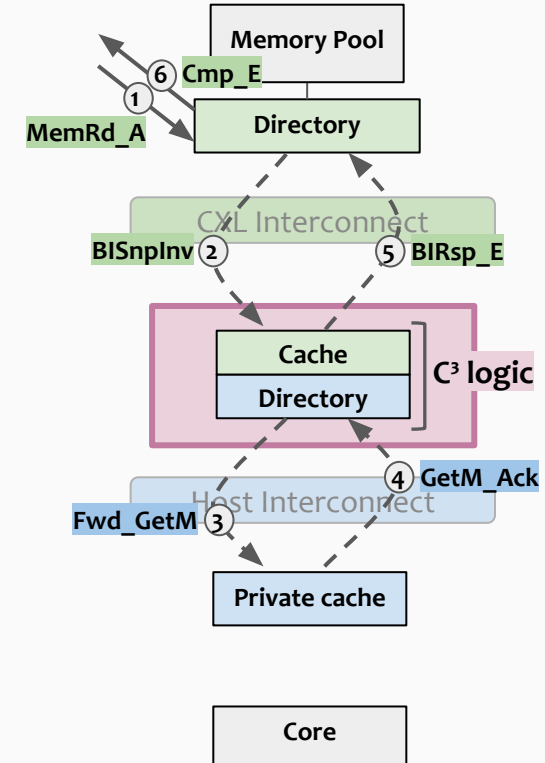 Memory Pool
6 Cmp_E
1
MemRd_A
Directory
CXL Interconnect
BISnpInv 2
5 BIRsp_E
Cache
Directory
C³ logic
4 GetM_Ack
Host Interconnect
Fwd_GetM 3
Private cache
Core